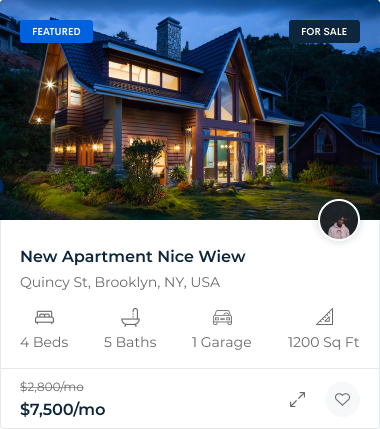 FEATURED
FOR SALE
New Apartment Nice Wiew
Quincy St, Brooklyn, NY, USA
4 Beds
5 Baths
1 Garage
1200 Sq Ft
$2,800/mo
$7,500/mo